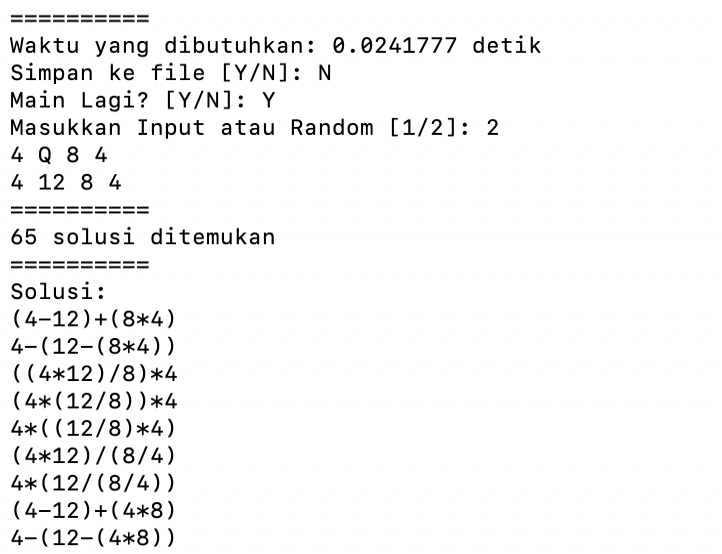 ==========
Waktu yang dibutuhkan: 0.0241777 detik
Simpan ke file [Y/N]: N
Main Lagi? [Y/N]: Y
Masukkan Input atau Random [1/2]: 2
4 Q 8 4
4 12 8 4
==========
65 solusi ditemukan
==========
Solusi:
(4-12)+(8*4)
4-(12-(8*4))
((4*12)/8)*4
(4*(12/8))*4
4*((12/8)*4)
(4*12)/(8/4)
4*(12/(8/4))
(4-12)+(4*8)
4-(12-(4*8))